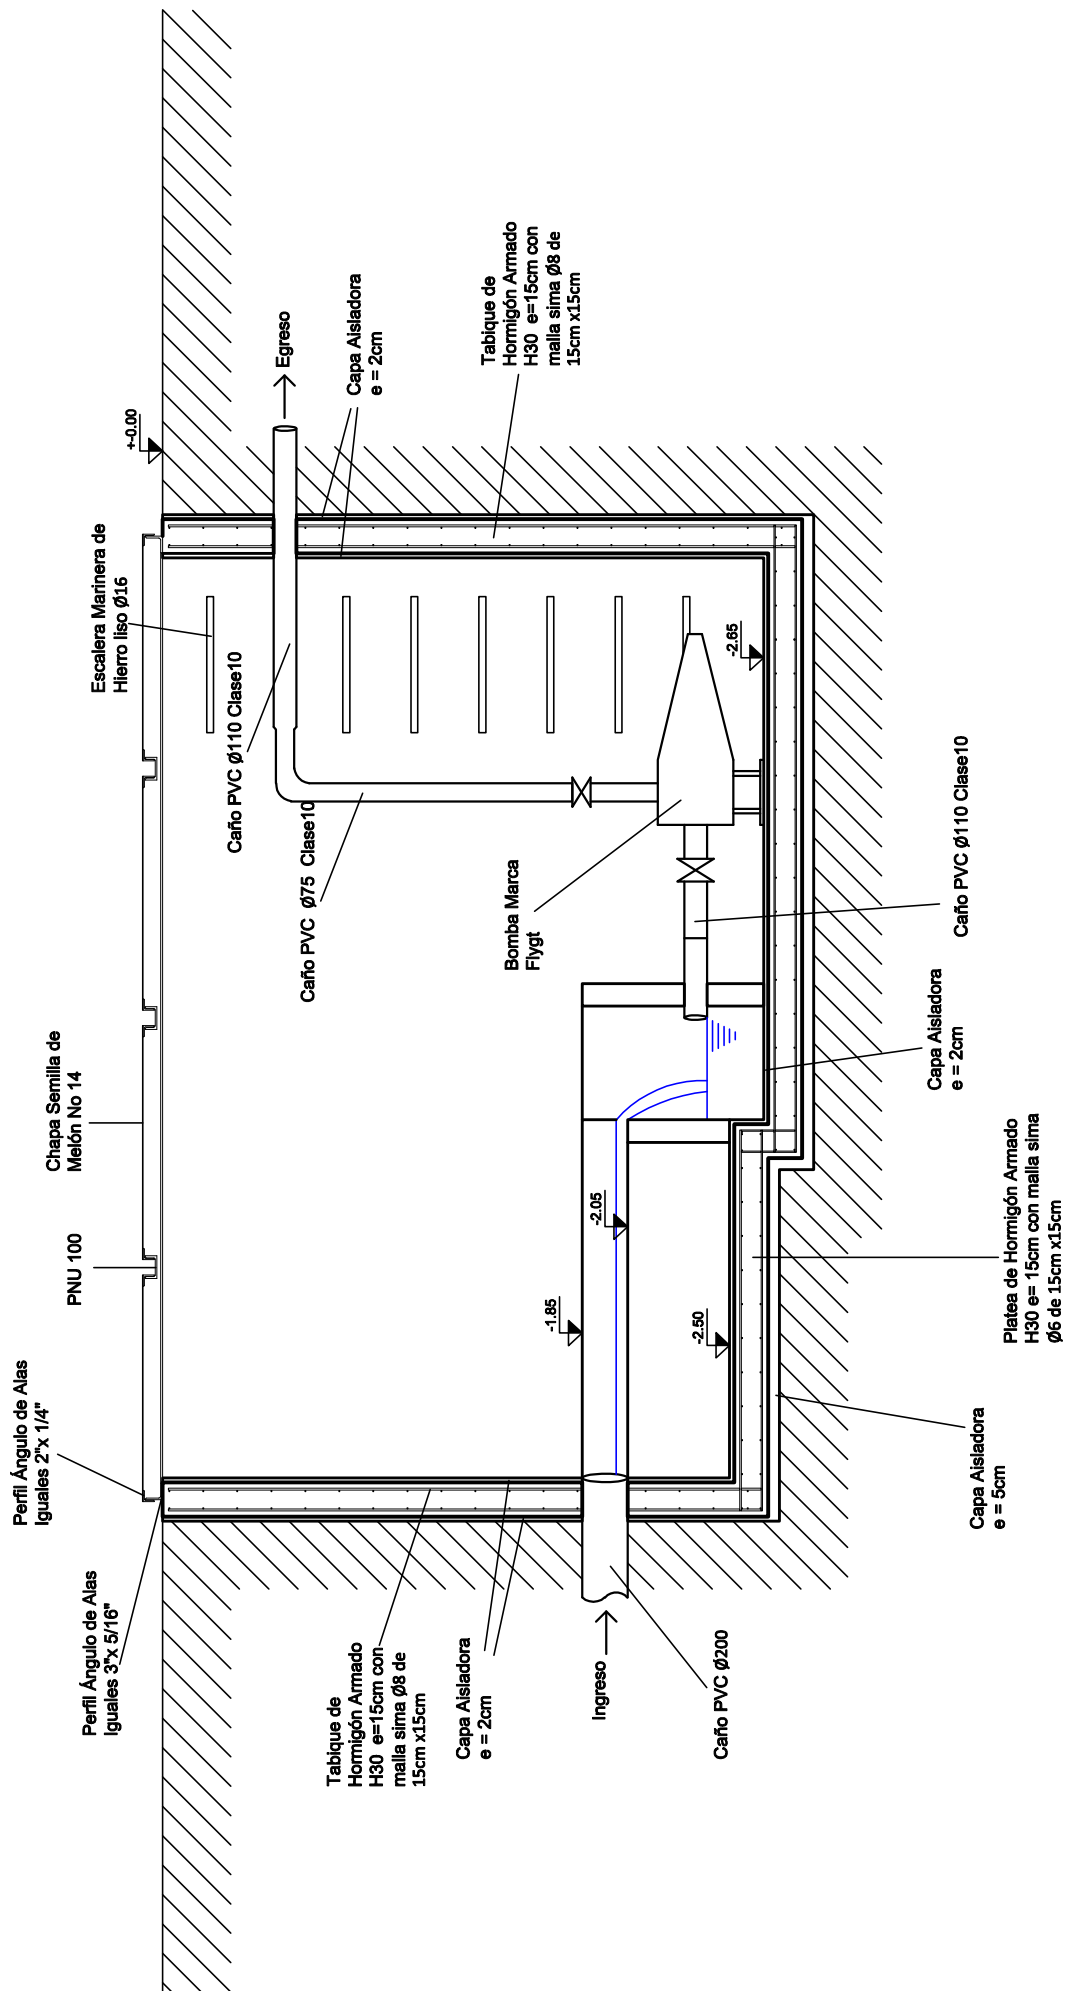 Perfil Ángulo de Alas
Iguales 3"x 5/16"
Perfil Ángulo de Alas
Iguales 2"x 1/4"
PNU 100
Chapa Semilla de
Melón No 14
Escalera Marinera de
Hierro liso Ø16
+-0.00
Caño PVC Ø110 Clase10
Egreso
Caño PVC Ø75 Clase10
Capa Aisladora
e = 2cm
Tabique de
Hormigón Armado
H30 e=15cm con
malla sima Ø8 de
15cm x15cm
Tabique de
Hormigón Armado
H30 e=15cm con
malla sima Ø8 de
15cm x15cm
Capa Aisladora
e = 2cm
Bomba Marca
Flygt
-1.85
-2.05
-2.50
-2.65
Ingreso
Caño PVC Ø200
Capa Aisladora
e = 5cm
Platea de Hormigón Armado
H30 e= 15cm con malla sima
Ø6 de 15cm x15cm
Capa Aisladora
e = 2cm
Caño PVC Ø110 Clase10